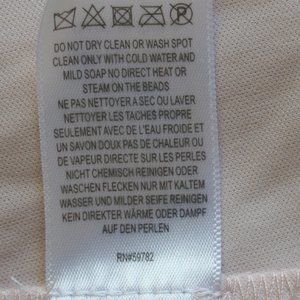 DO NOT DRY CLEAN OR WASH SPOT
CLEAN ONLY WITH COLD WATER AND
MILD SOAP NO DIRECT HEAT OR
STEAM ON THE BEADS
NE PAS NETTOYER A SEC OU LAVER
NETTOYER LES TACHES PROPRE
SEULEMENT AVEC DE L'EAU FROIDE ET
UN SAVON DOUX PAS DE CHALEUR OU
DE VAPEUR DIRECTE SUR LES PERLES
NICHT CHEMISCH REINIGEN ODER
WASCHEN FLECKEN NUR MIT KALTEM
WASSER UND MILDER SEIFE REINIGEN
KEIN DIREKTER WÄRME ODER DAMPF
AUF DEN PERLEN
RN#59782